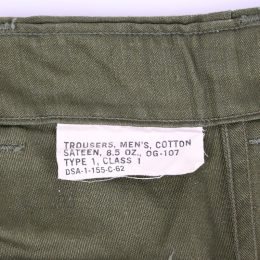 TROUSERS, MEN'S, COTTON
SATEEN, 8.5 OZ., OG-107
TYPE 1, CLASS 1
DSA-1-155-C-62